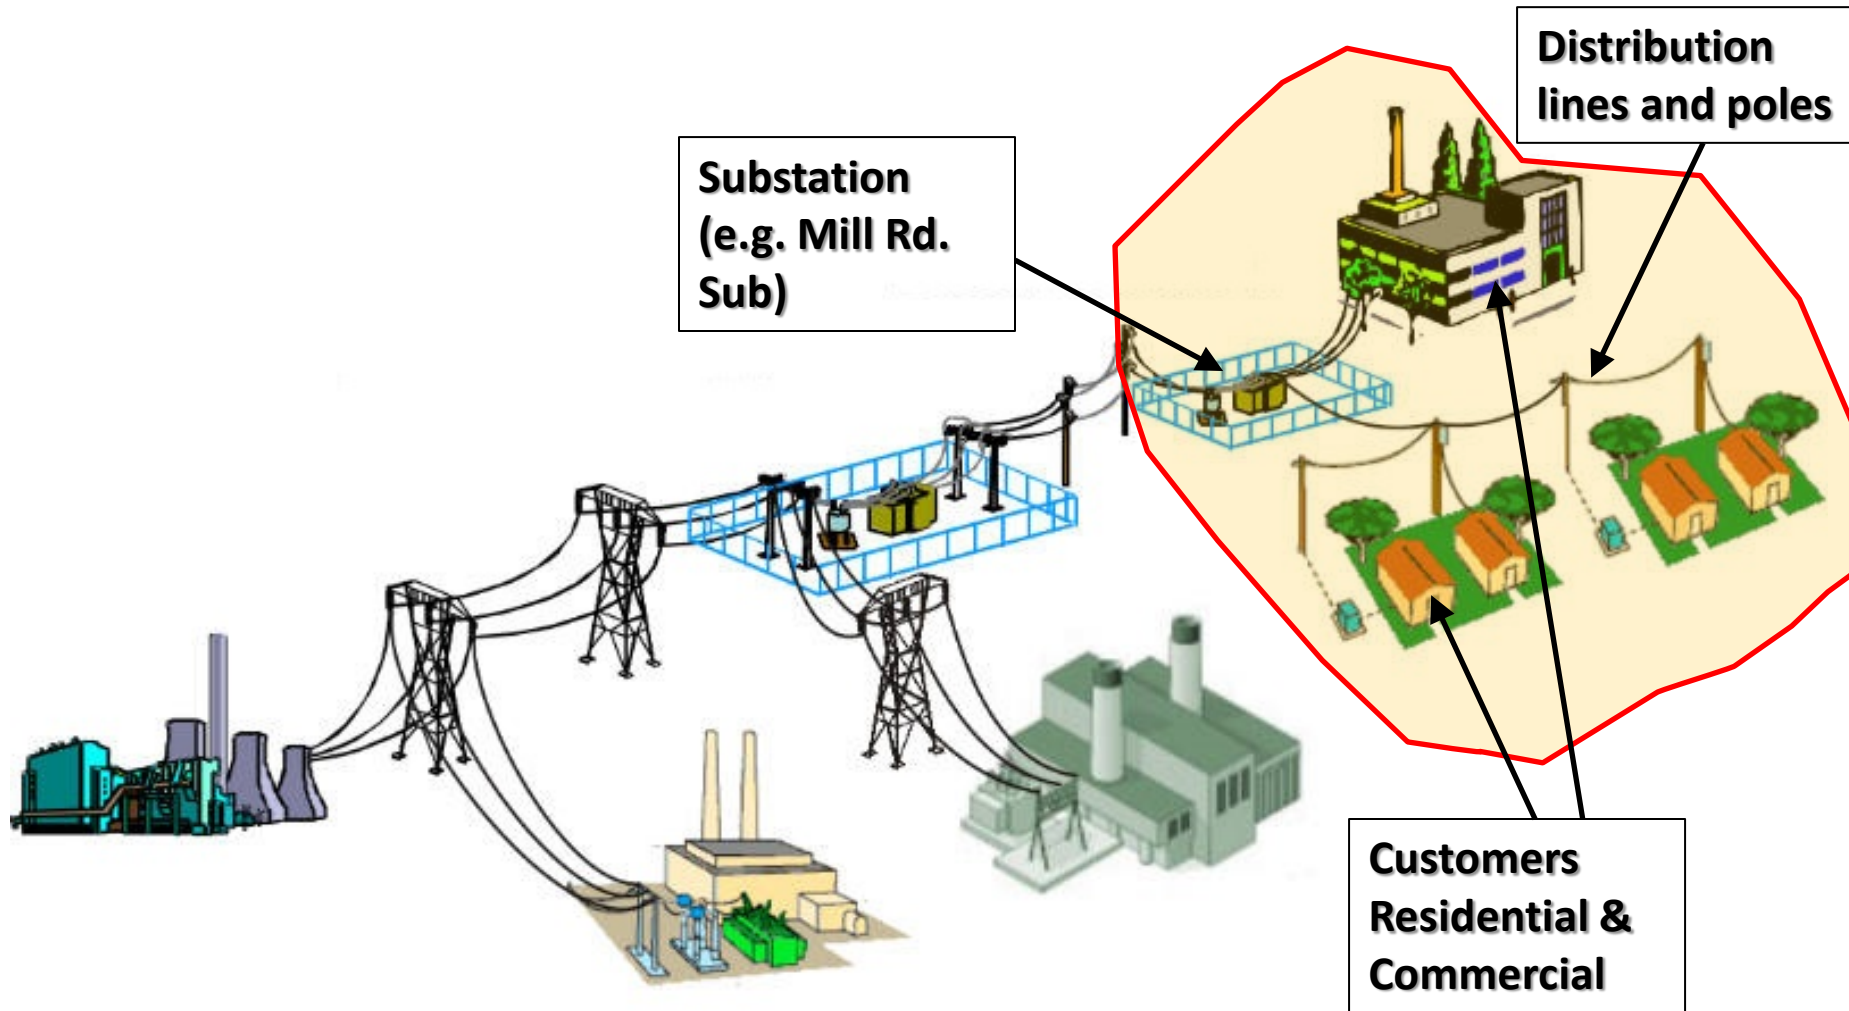 Distribution
lines and poles
Substation
(e.g. Mill Rd.
Sub)
Customers
Residential &
Commercial